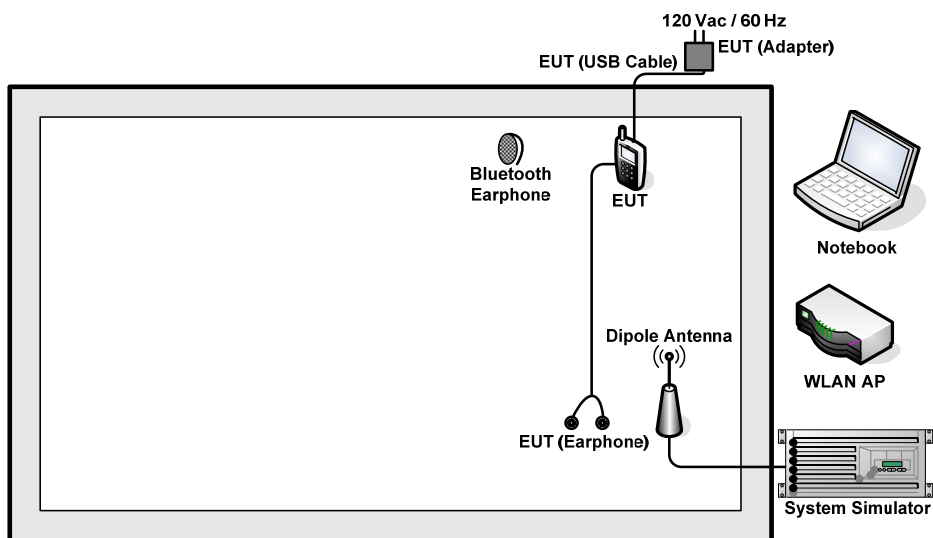 120 Vac / 60 Hz
EUT (Adapter)
EUT (USB Cable)
Bluetooth
Earphone
EUT
Notebook
Dipole Antenna
WLAN AP
EUT (Earphone)
System Simulator